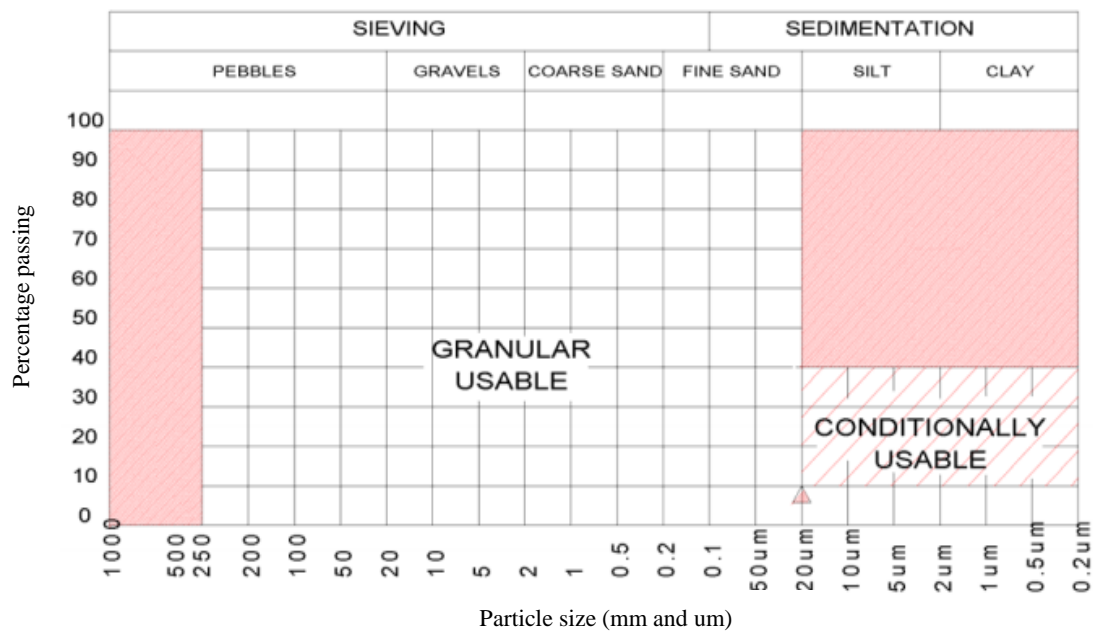 SIEVING SEDIMENTATION
PEBBLES GRAVELS COARSE SAND FINE SAND SILT CLAY
100
90
80
70
60
50
40
30
20
10
0
Percentage passing
GRANULAR
USABLE
CONDITIONALLY
USABLE
1000 500 250 200 100 50 20 10 5 2 1 0.5 0.2 0.1 50um 20um 10um 5um 2um 1um 0.5um 0.2um
Particle size (mm and um)